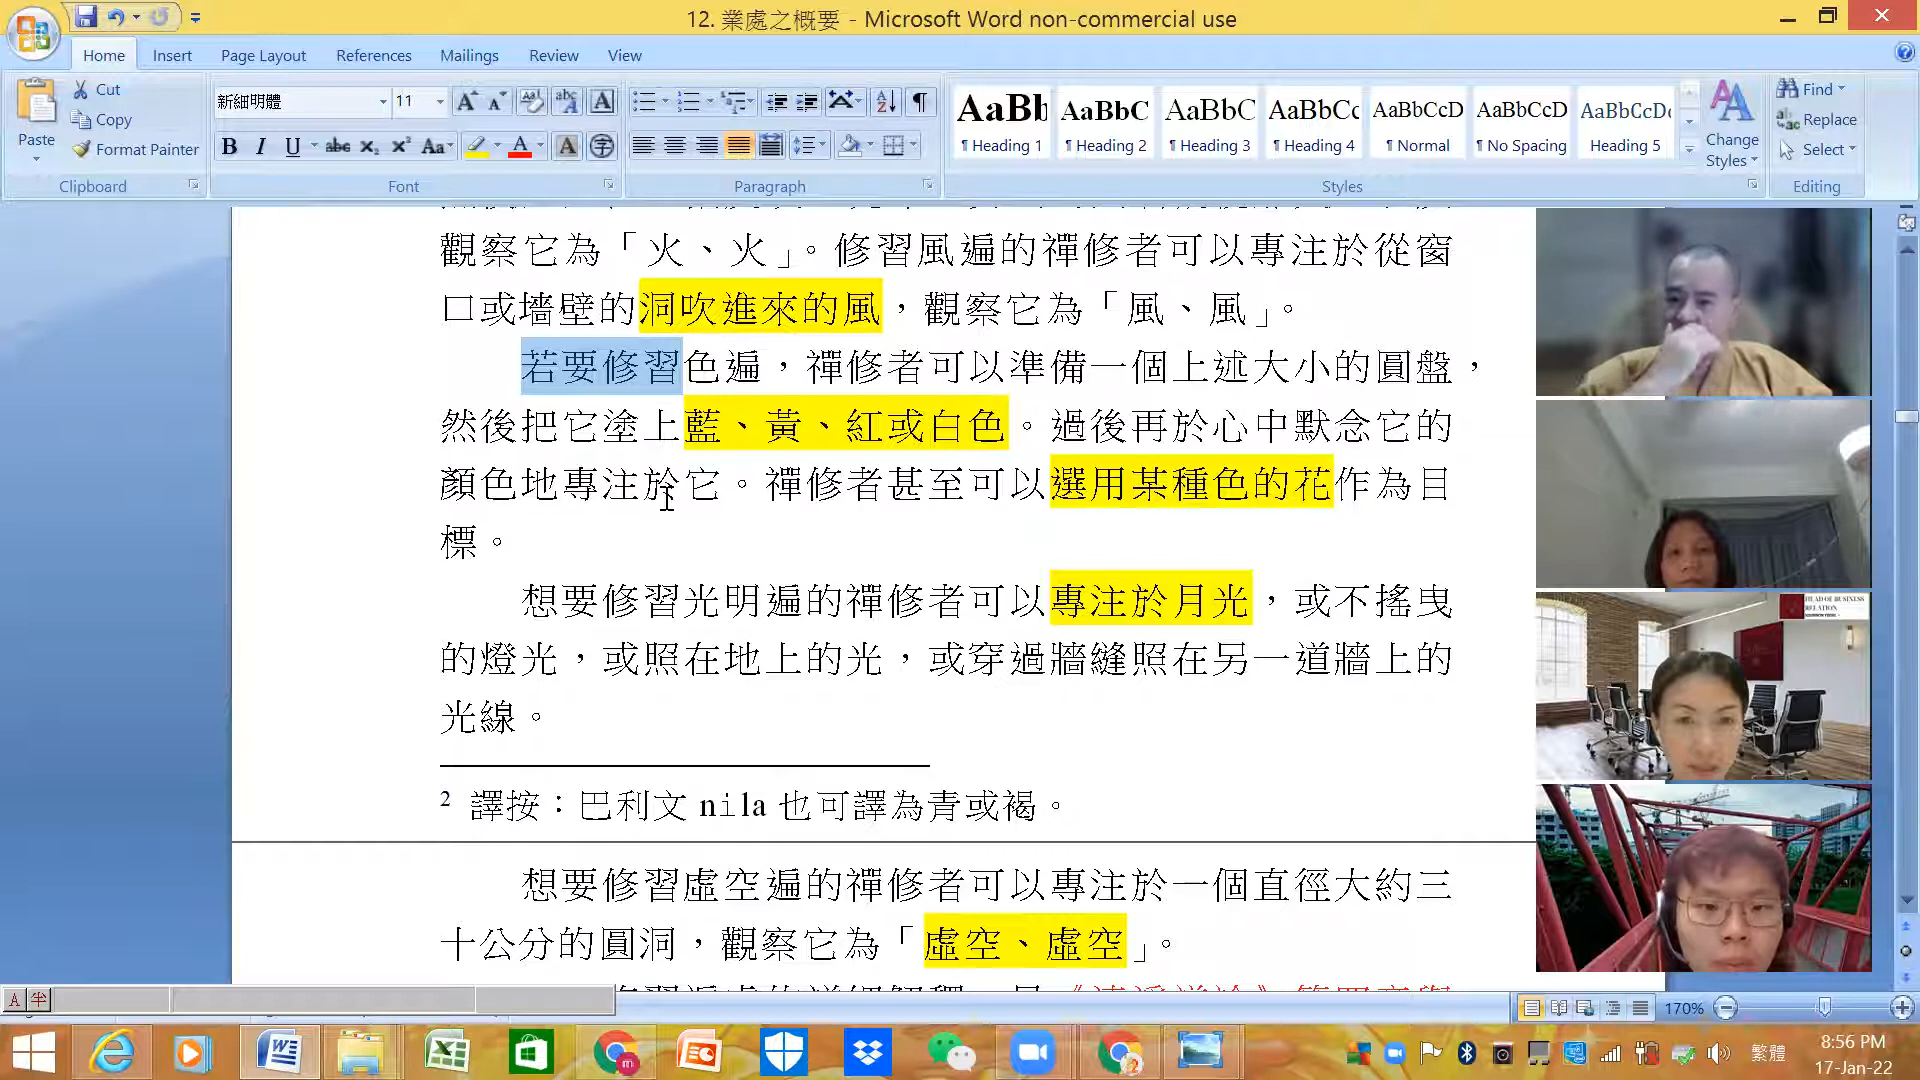 12. 業處之概要 - Microsoft Word non-commercial use
Home Insert Page Layout References Mailings Review View
Paste
Cut
Copy
Format Painter
Clipboard
新細明體 11
Font
Paragraph
AaBb AaBbC AaBbC AaBbCc AaBbCcD AaBbCcD AaBbCcDc
¶ Heading 1 ¶ Heading 2 ¶ Heading 3 ¶ Heading 4 ¶ Normal ¶ No Spacing Heading 5
Change Styles
Styles
Find
Replace
Select
Editing
觀察它為「火、火」。修習風遍的禪修者可以專注於從窗
口或墻壁的洞吹進來的風，觀察它為「風、風」。
若要修習色遍，禪修者可以準備一個上述大小的圓盤，
然後把它塗上藍、黃、紅或白色。過後再於心中默念它的
顏色地專注於它。禪修者甚至可以選用某種色的花作為目
標。
想要修習光明遍的禪修者可以專注於月光，或不搖曳
的燈光，或照在地上的光，或穿過牆縫照在另一道牆上的
光線。
2 譯按：巴利文 nila 也可譯為青或褐。
想要修習虛空遍的禪修者可以專注於一個直徑大約三
十公分的圓洞，觀察它為「虛空、虛空」。
HEAD OF BUSINESS
RELATION
A 半
170%
繁體
8:56 PM
17-Jan-22